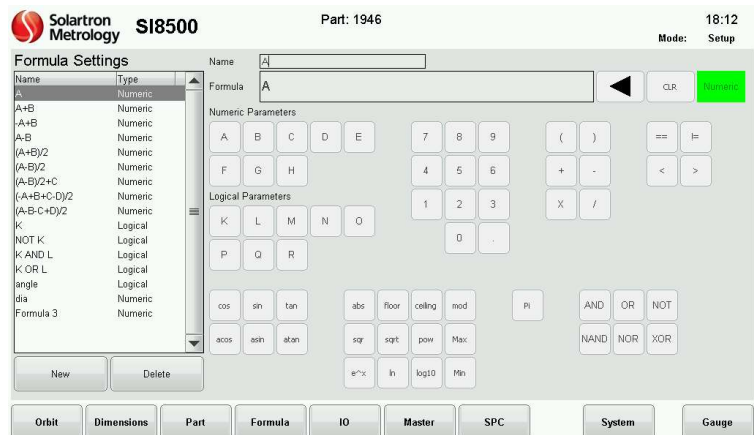 Solartron
Metrology
SI8500
Part: 1946
18:12
Mode: Setup
Formula Settings
Name Type
A Numeric
A+B Numeric
-A+B Numeric
A-B Numeric
(A+B)/2 Numeric
(A-B)/2 Numeric
(A-B)/2+C Numeric
(-A+B+C-D)/2 Numeric
(A-B-C+D)/2 Numeric
K Logical
NOT K Logical
K AND L Logical
K OR L Logical
angle Logical
dia Numeric
Formula 3 Numeric
New Delete
Name A
Formula A
CLR Numeric
Numeric Parameters
A B C D E 7 8 9 ( ) == !=
F G H 4 5 6 + - < >
Logical Parameters
1 2 3 X /
K L M N O
0 .
P Q R
cos sin tan abs floor ceiling mod Pi AND OR NOT
acos asin atan sqr sqrt pow Max NAND NOR XOR
e^x ln log10 Min
Orbit Dimensions Part Formula IO Master SPC System Gauge